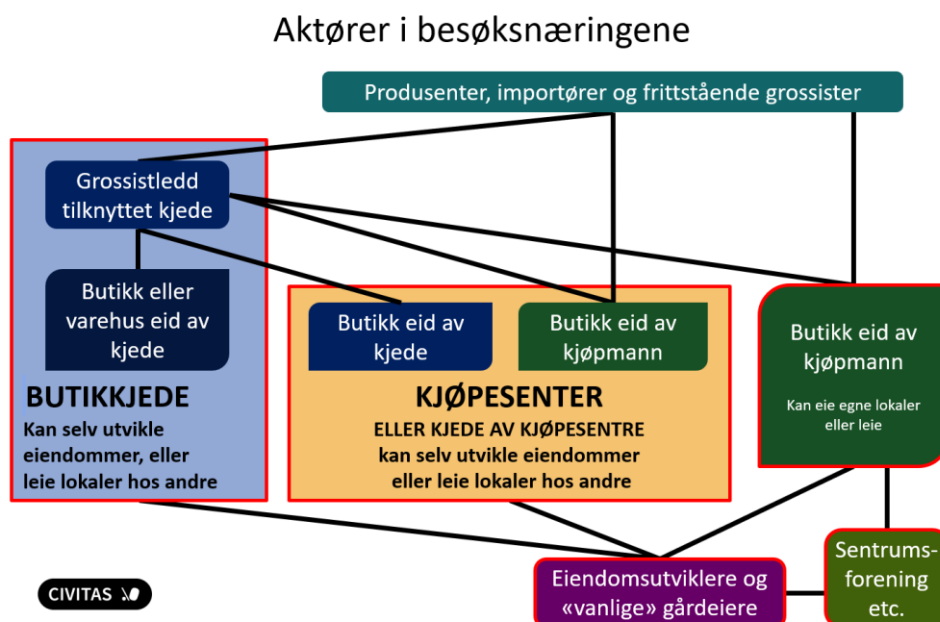 Aktører i besøksnæringene
Produsenter, importører og frittstående grossister
Grossistledd
tilknyttet kjede
Butikk eller
varehus eid av
kjede
BUTIKKJEDE
Kan selv utvikle
eiendommer, eller
leie lokaler hos andre
Butikk eid av
kjede
Butikk eid av
kjøpmann
KJØPESENTER
ELLER KJEDE AV KJØPESENTRE
kan selv utvikle eiendommer
eller leie lokaler hos andre
Butikk eid av
kjøpmann
Kan eie egne lokaler
eller leie
Eiendomsutviklere og
«vanlige» gårdeiere
Sentrums-
forening
etc.
CIVITAS